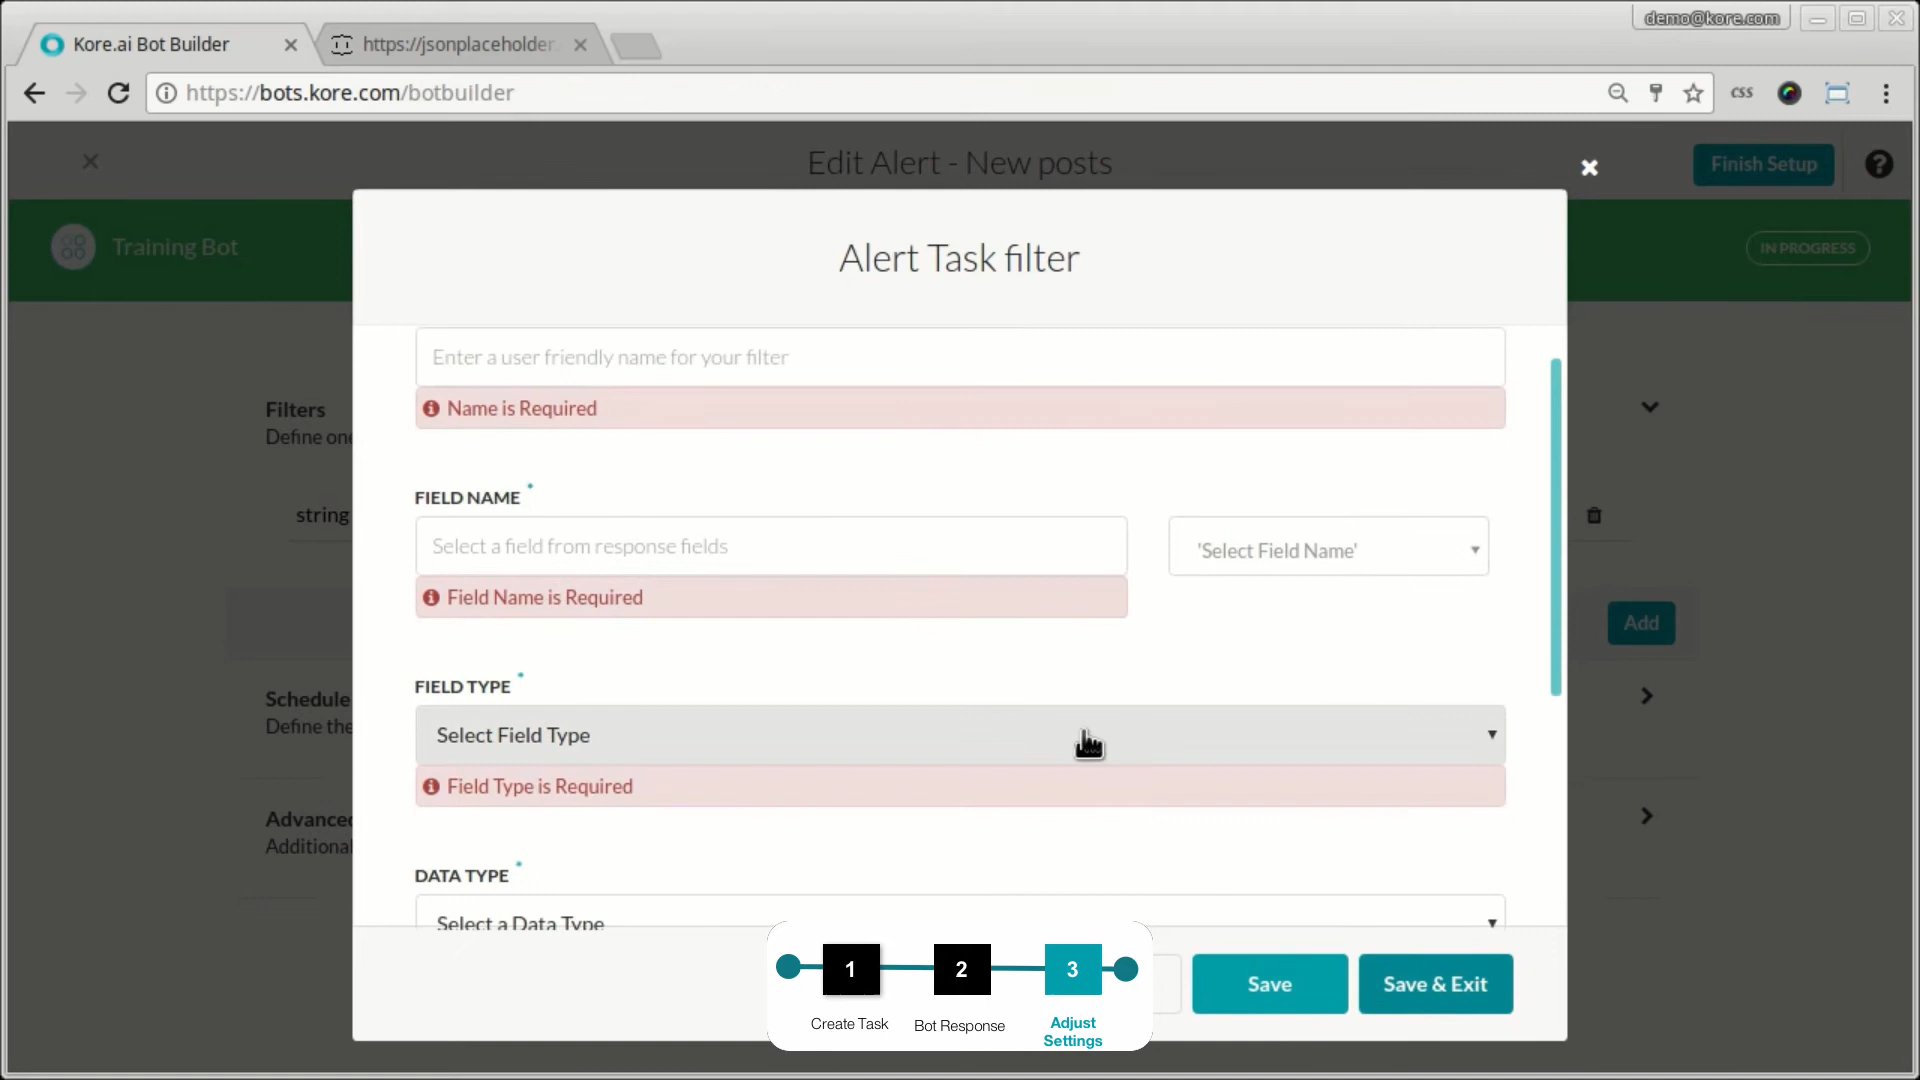 demo@kore.com
Kore.ai Bot Builder
https://jsonplaceholder.
https://bots.kore.com/botbuilder
css
Edit Alert - New posts
Finish Setup
?
Training Bot
IN PROGRESS
Alert Task filter
Enter a user friendly name for your filter
Name is Required
Filters
Define one
FIELD NAME *
string
Select a field from response fields
'Select Field Name'
Field Name is Required
Add
FIELD TYPE *
Schedule
Define the
Select Field Type
Field Type is Required
Advanced
Additional
DATA TYPE *
Select a Data Type
1 2 3
Save
Save & Exit
Create Task
Bot Response
Adjust
Settings